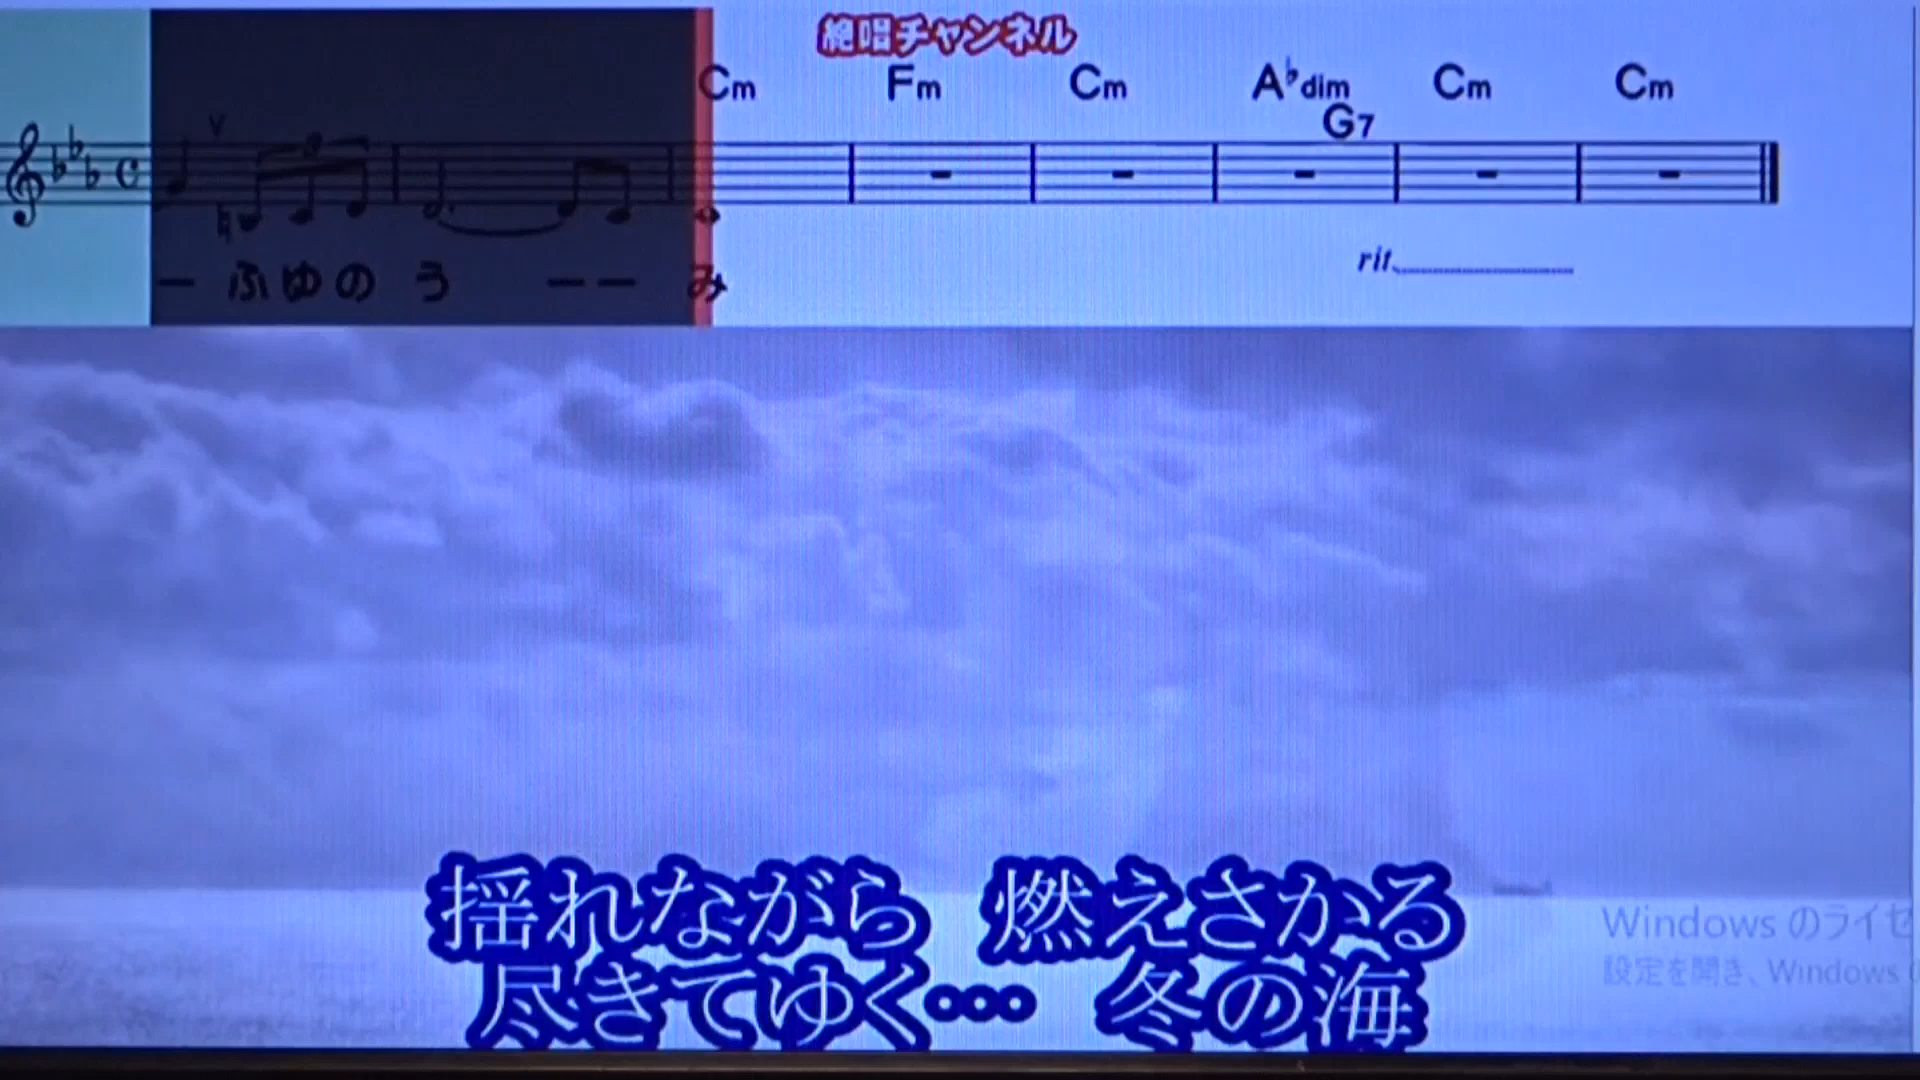 絶唱チャンネル
Cm Fm Cm A♭dim Cm Cm
G7
3
rit.
ー ふゆの う ーー み
揺れながら 燃えさかる
尽きてゆく… 冬の海
Windows のライセ
設定を開き、Windows